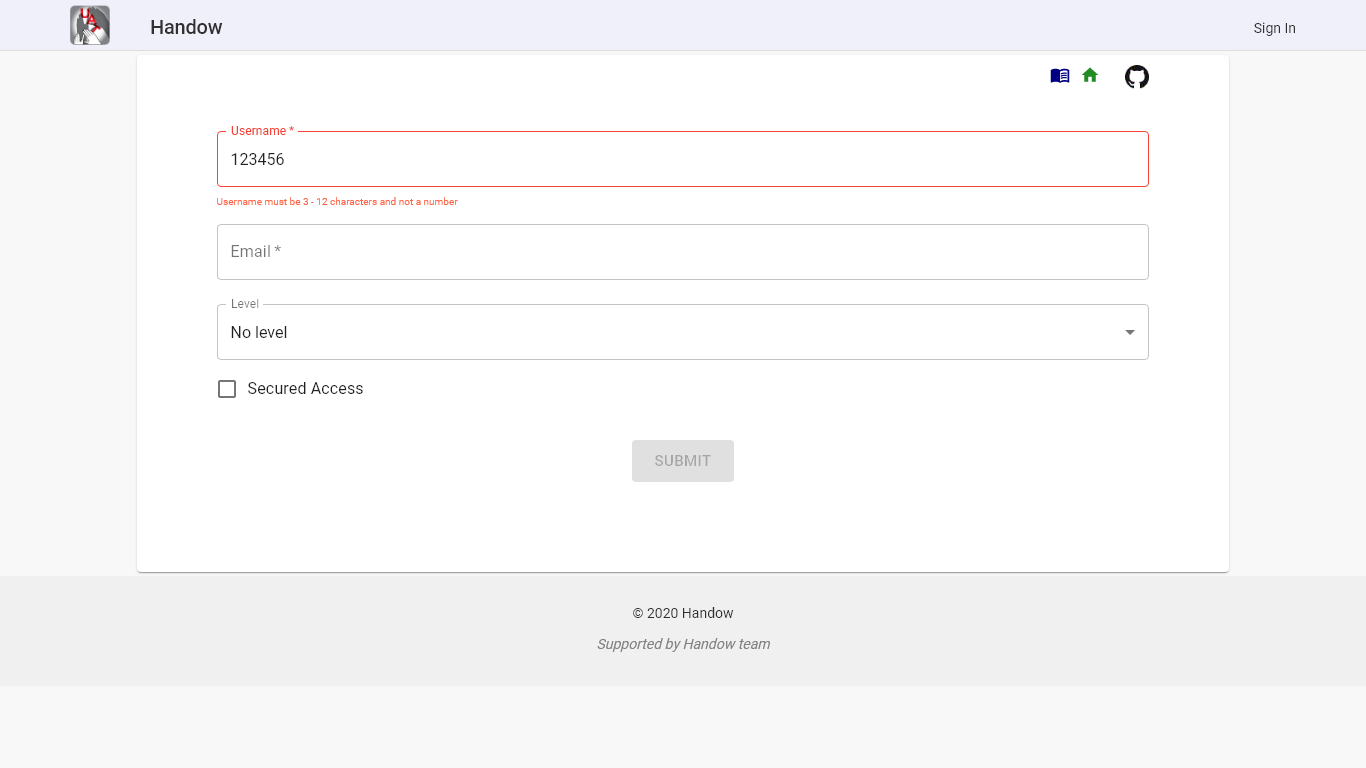 Handow
Sign In
Username *
123456
Username must be 3 - 12 characters and not a number
Email *
Level
No level
Secured Access
SUBMIT
© 2020 Handow
Supported by Handow team